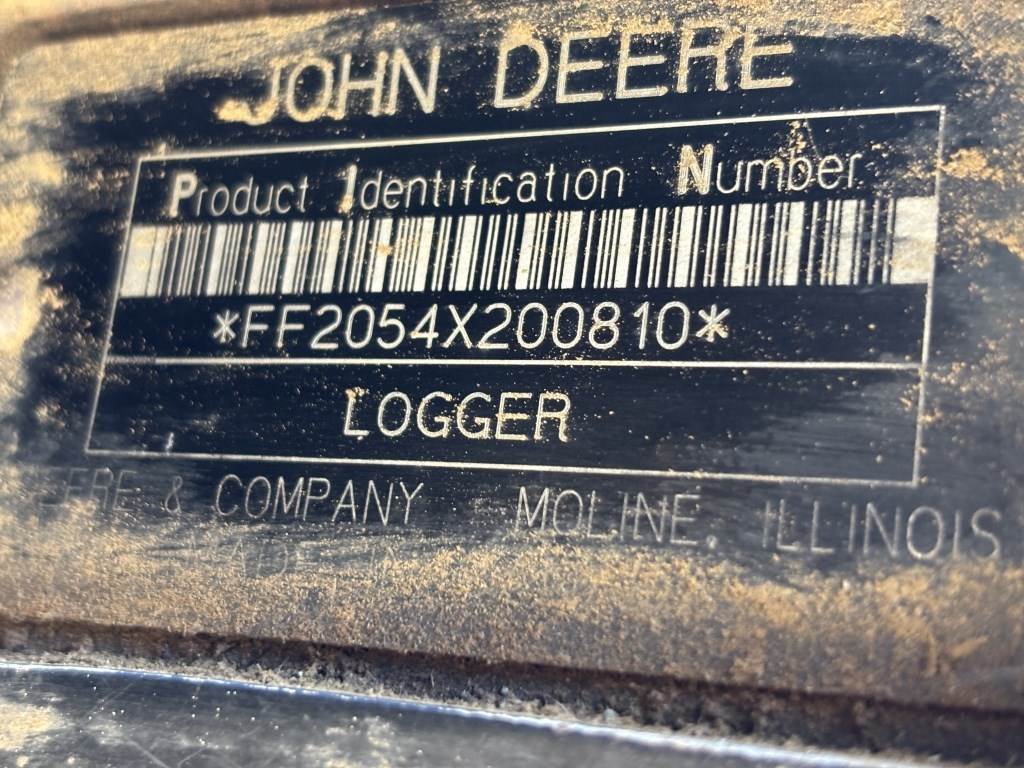 JOHN DEERE
Product Identification Number
*FF2054X200810*
LOGGER
& COMPANY MOLINE, ILLINOIS